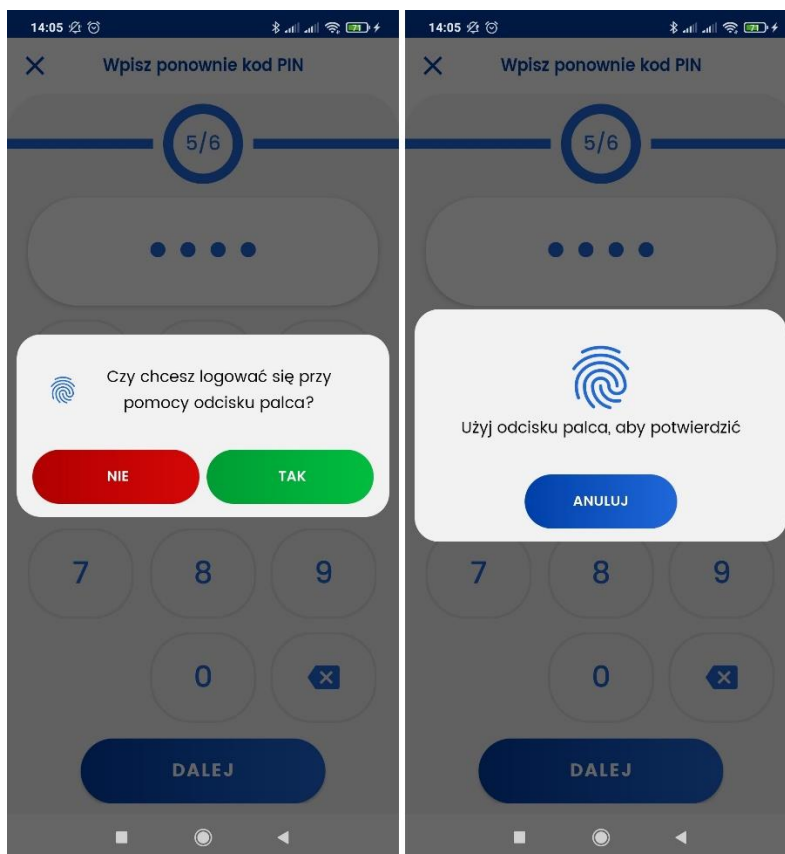 14:05
71
Wpisz ponownie kod PIN
5/6
Czy chcesz logować się przy
pomocy odcisku palca?
NIE
TAK
7
8
9
0
DALEJ
14:05
71
Wpisz ponownie kod PIN
5/6
Użyj odcisku palca, aby potwierdzić
ANULUJ
7
8
9
0
DALEJ